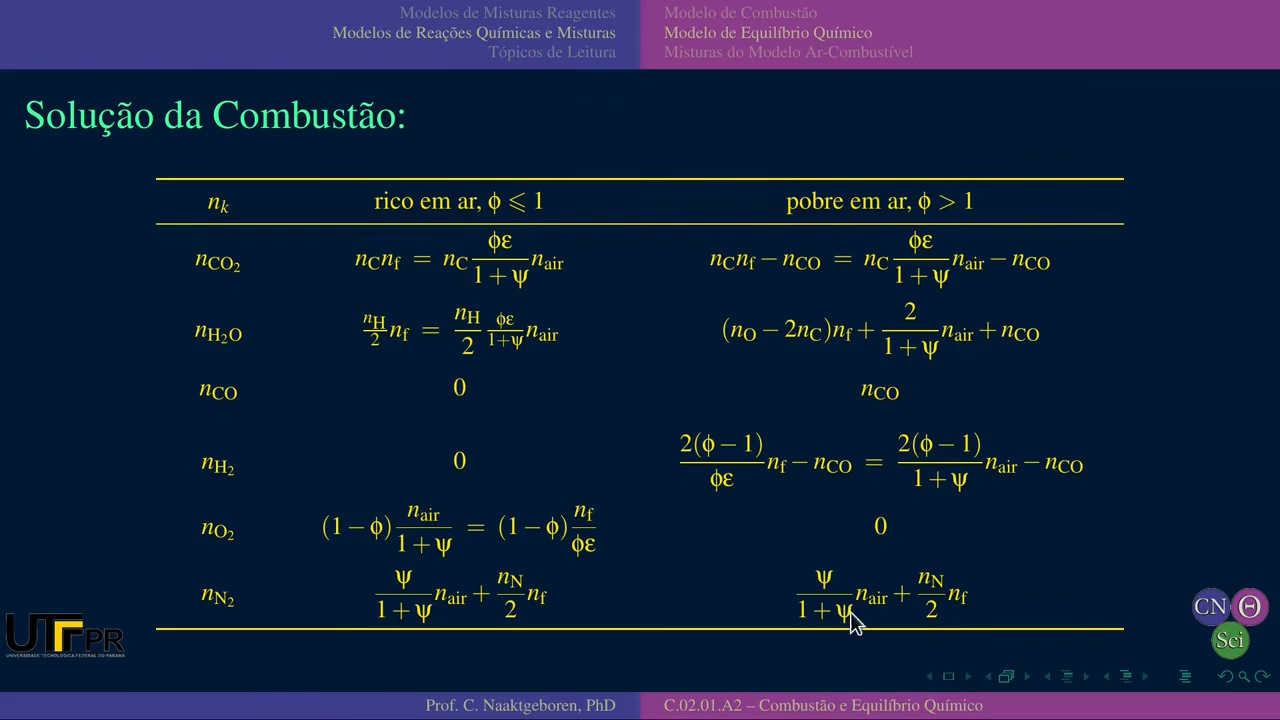 Modelos de Misturas Reagentes
Modelos de Reações Químicas e Misturas
Tópicos de Leitura
Modelo de Combustão
Modelo de Equilíbrio Químico
Misturas do Modelo Ar-Combustível
Solução da Combustão:
n_k rico em ar, ϕ ⩽ 1 pobre em ar, ϕ > 1
n_CO₂ n_C n_f = n_C ϕε/(1+ψ) n_air n_C n_f − n_CO = n_C ϕε/(1+ψ) n_air − n_CO
n_H₂O n_H/2 n_f = n_H/2 ϕε/(1+ψ) n_air (n_O − 2n_C)n_f + 2/(1+ψ) n_air + n_CO
n_CO 0 n_CO
n_H₂ 0 2(ϕ−1)/ϕε n_f − n_CO = 2(ϕ−1)/(1+ψ) n_air − n_CO
n_O₂ (1−ϕ) n_air/(1+ψ) = (1−ϕ) n_f/ϕε 0
n_N₂ ψ/(1+ψ) n_air + n_N/2 n_f ψ/(1+ψ) n_air + n_N/2 n_f
UTFPR
UNIVERSIDADE TECNOLÓGICA FEDERAL DO PARANÁ
CN Θ
Sci
Prof. C. Naaktgeboren, PhD
C.02.01.A2 – Combustão e Equilíbrio Químico